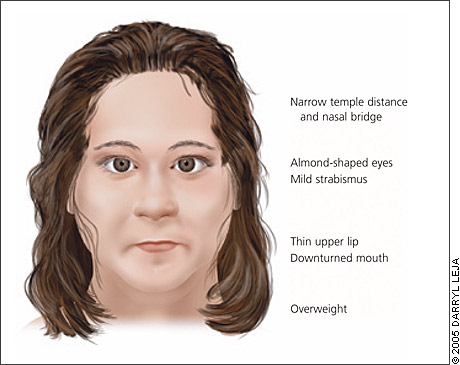 Narrow temple distance
and nasal bridge
Almond-shaped eyes
Mild strabismus
Thin upper lip
Downturned mouth
Overweight
© 2005 DARRYL LEJA